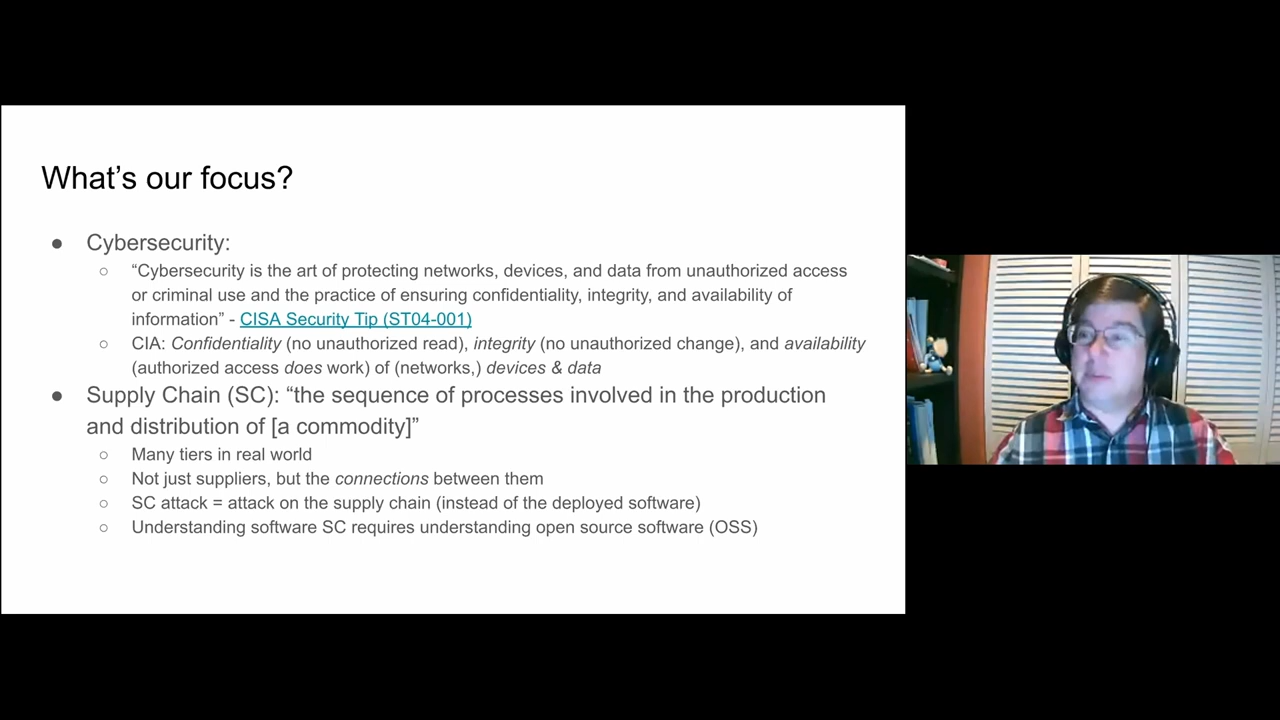 What’s our focus?
● Cybersecurity:
○ “Cybersecurity is the art of protecting networks, devices, and data from unauthorized access
or criminal use and the practice of ensuring confidentiality, integrity, and availability of
information” - CISA Security Tip (ST04-001)
○ CIA: Confidentiality (no unauthorized read), integrity (no unauthorized change), and availability
(authorized access does work) of (networks,) devices & data
● Supply Chain (SC): “the sequence of processes involved in the production
and distribution of [a commodity]”
○ Many tiers in real world
○ Not just suppliers, but the connections between them
○ SC attack = attack on the supply chain (instead of the deployed software)
○ Understanding software SC requires understanding open source software (OSS)